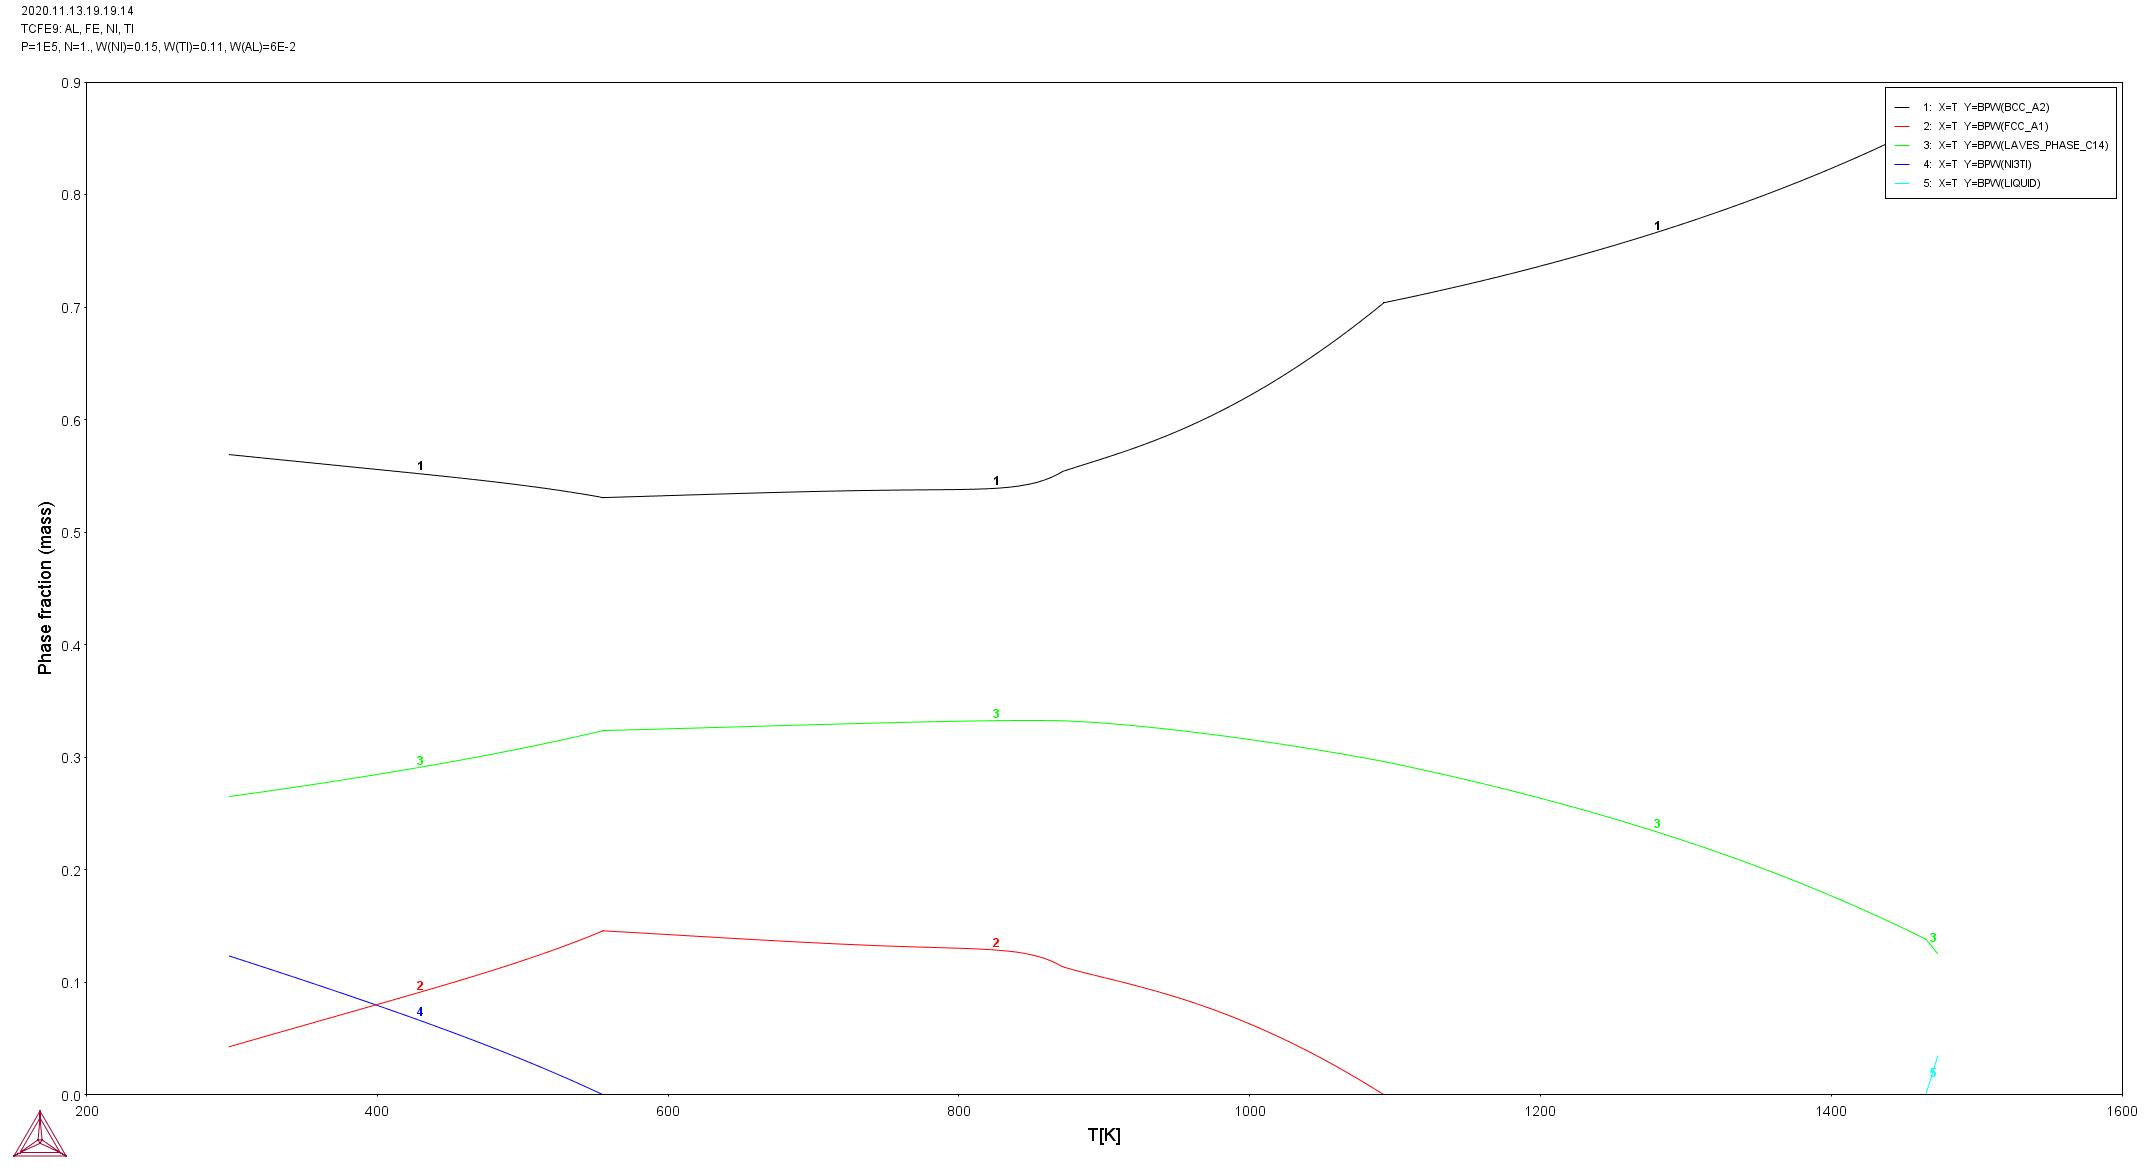 2020.11.13.19.19.14
TCFE9: AL, FE, NI, TI
P=1E5, N=1., W(NI)=0.15, W(TI)=0.11, W(AL)=6E-2
0.9
1: X=T Y=BPW(BCC_A2)
2: X=T Y=BPW(FCC_A1)
3: X=T Y=BPW(LAVES_PHASE_C14)
4: X=T Y=BPW(NI3TI)
5: X=T Y=BPW(LIQUID)
0.8
1
0.7
0.6
1
1
0.5
Phase fraction (mass)
0.4
3
0.3
3
3
0.2
3
2
0.1
2
4
5
0.0
200 400 600 800 1000 1200 1400 1600
T[K]